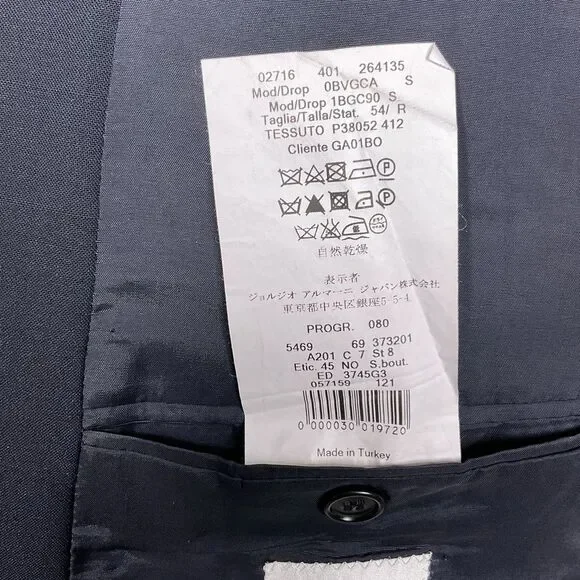 02716 401 264135
Mod/Drop 0BVGCA S
Mod/Drop 1BGC90 S
Taglia/Talla/Stat. 54/ R
TESSUTO P38052 412
Cliente GA01BO
P
P
自然乾燥
表示者
ジョルジオ アルマーニ ジャパン株式会社
東京都中央区銀座5-5-4
PROGR. 080
5469 69 373201
A201 C 7 St 8
Etic. 45 NO S.bout.
ED 3745G3
057159 121
0 000030 019720
Made in Turkey